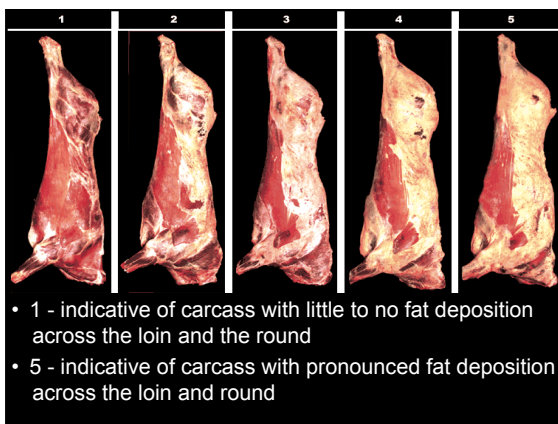 1 2 3 4 5
• 1 - indicative of carcass with little to no fat deposition
across the loin and the round
• 5 - indicative of carcass with pronounced fat deposition
across the loin and round